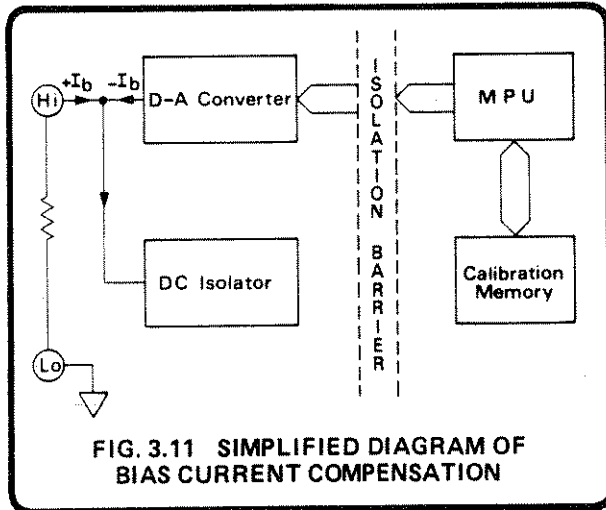 +Ib -Ib
Hi
D-A Converter
ISOLATION BARRIER
MPU
DC Isolator
Calibration
Memory
Lo
FIG. 3.11 SIMPLIFIED DIAGRAM OF
BIAS CURRENT COMPENSATION